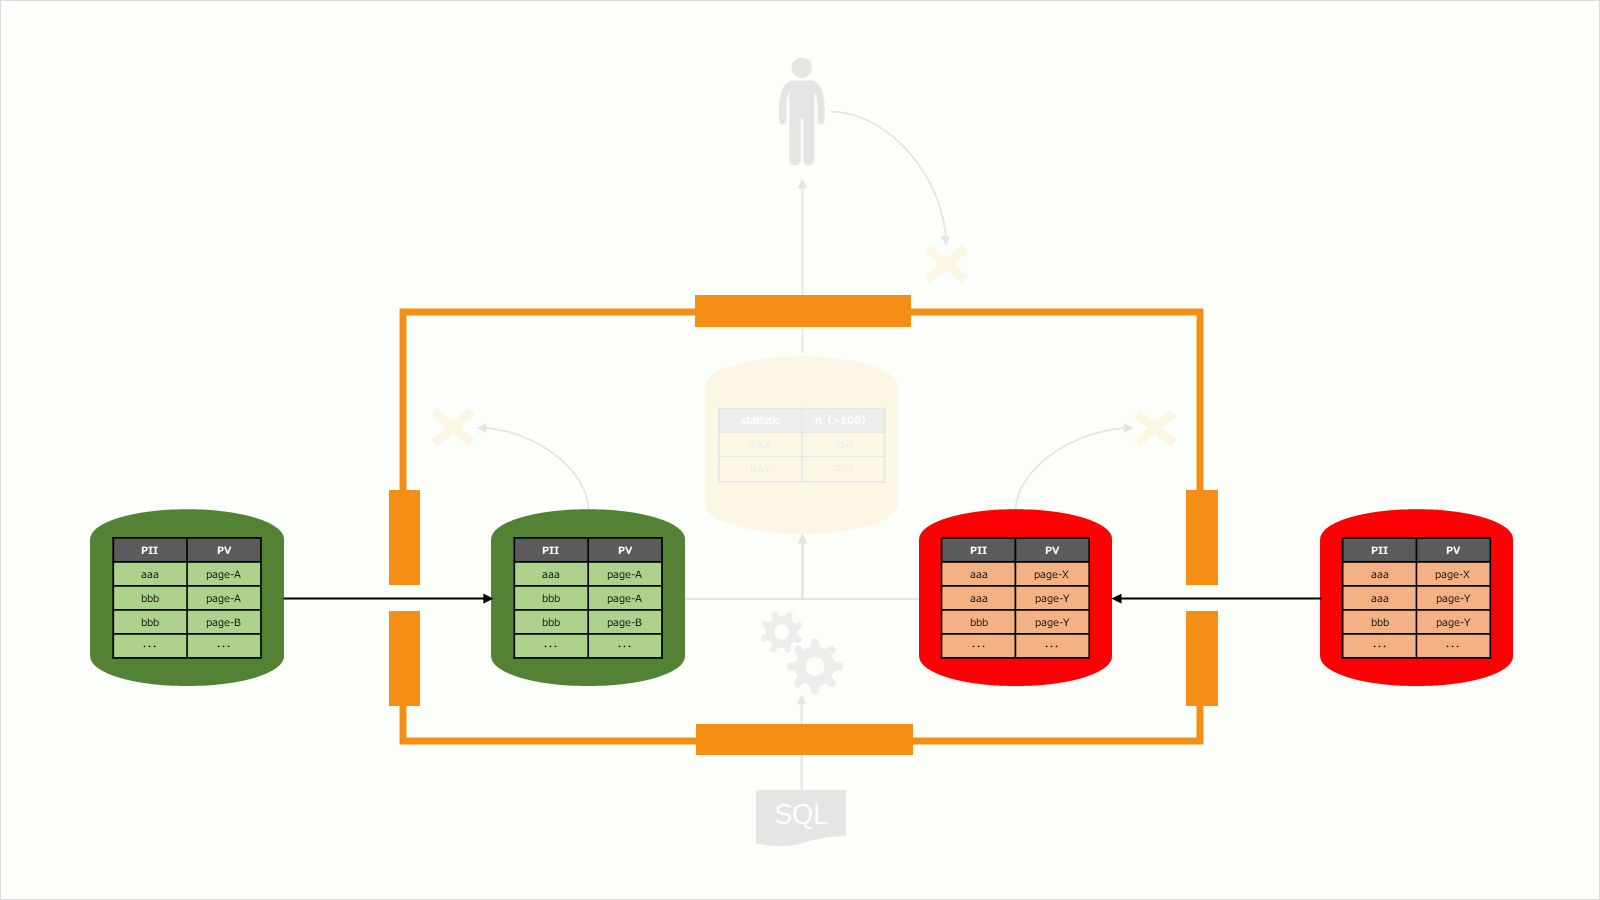 statistic n (>100)
A&X 350
B&Y 400
PII PV
aaa page-A
bbb page-A
bbb page-B
... ...
PII PV
aaa page-A
bbb page-A
bbb page-B
... ...
PII PV
aaa page-X
aaa page-Y
bbb page-Y
... ...
PII PV
aaa page-X
aaa page-Y
bbb page-Y
... ...
SQL